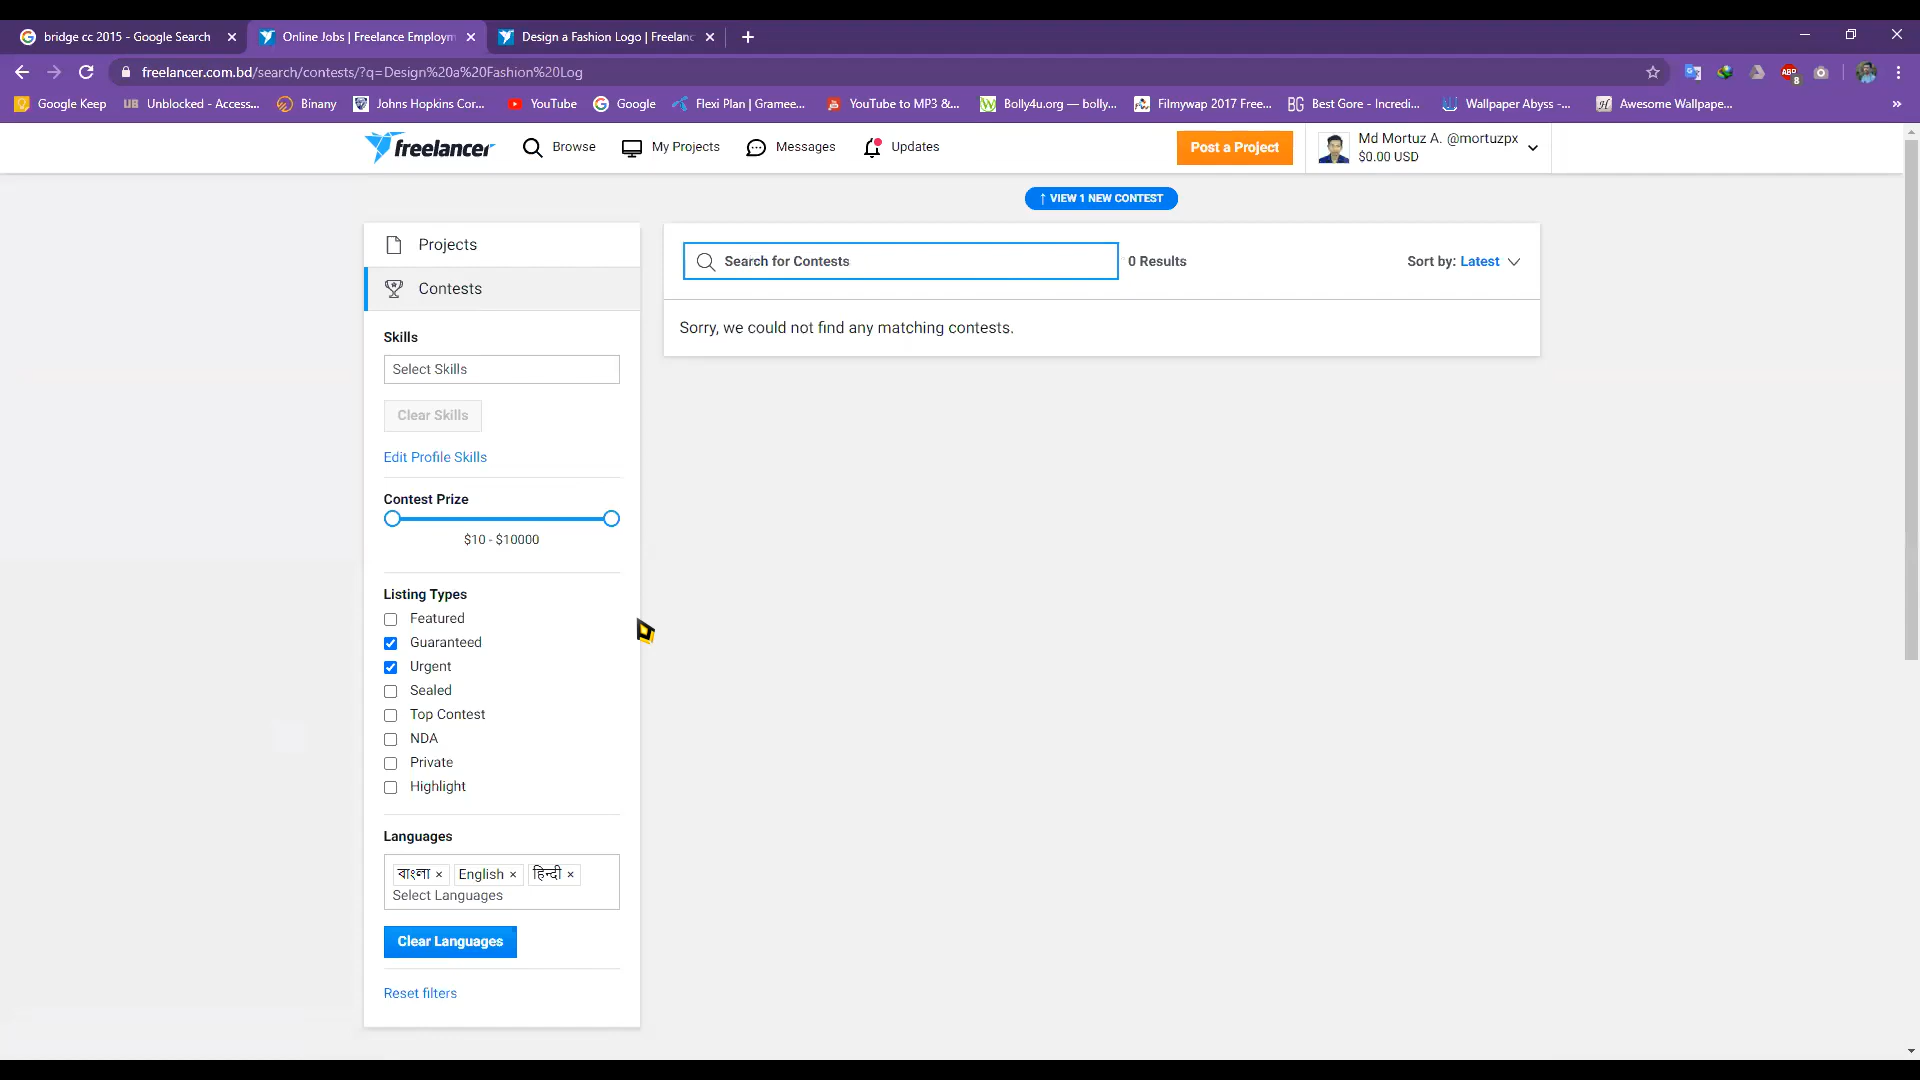 bridge cc 2015 - Google Search
Online Jobs | Freelance Employm
Design a Fashion Logo | Freelanc
freelancer.com.bd/search/contests/?q=Design%20a%20Fashion%20Log
ABP
8
Google Keep
UB Unblocked - Access...
Binany
Johns Hopkins Cor...
YouTube
Google
Flexi Plan | Gramee...
YouTube to MP3 &...
Bolly4u.org — bolly...
Filmywap 2017 Free...
BG Best Gore - Incredi...
Wallpaper Abyss -...
Awesome Wallpape...
»
freelancer
Browse
My Projects
Messages
Updates
Post a Project
Md Mortuz A. @mortuzpx
$0.00 USD
↑ VIEW 1 NEW CONTEST
Projects
Contests
Search for Contests
0 Results
Sort by: Latest
Sorry, we could not find any matching contests.
Skills
Select Skills
Clear Skills
Edit Profile Skills
Contest Prize
$10 - $10000
Listing Types
Featured
Guaranteed
Urgent
Sealed
Top Contest
NDA
Private
Highlight
Languages
বাংলা × English × हिन्दी ×
Select Languages
Clear Languages
Reset filters